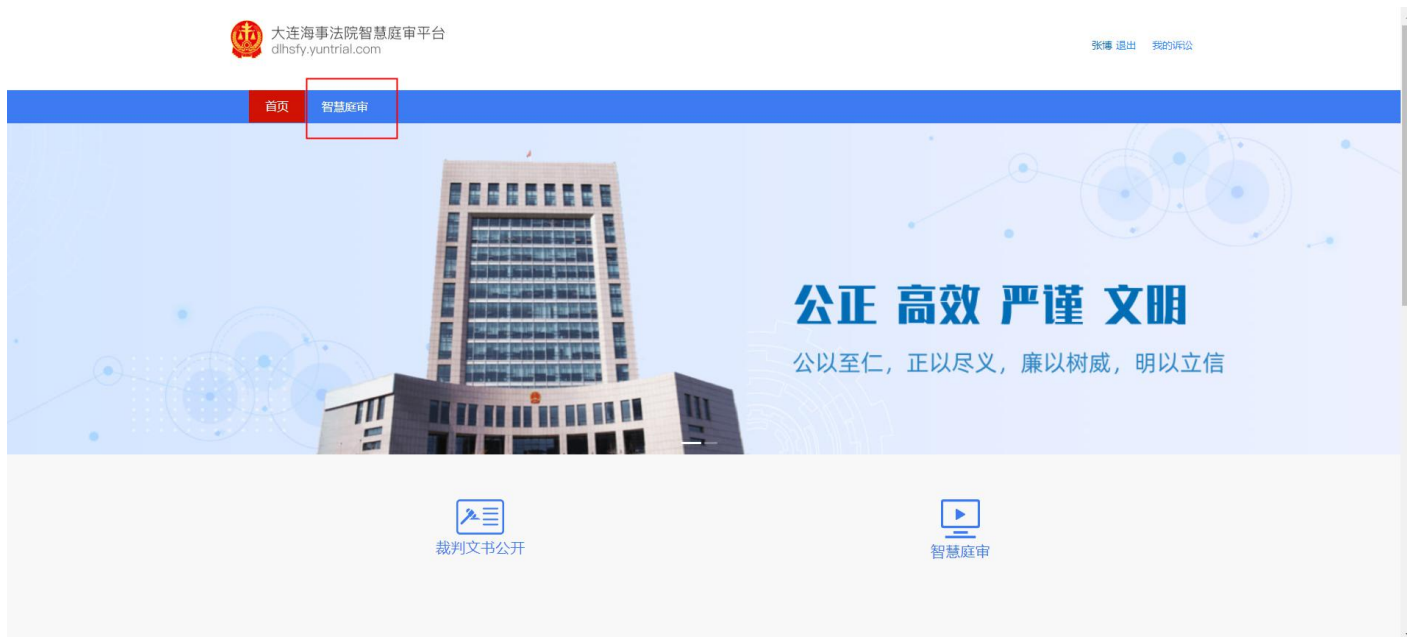 大连海事法院智慧庭审平台
dlhsfy.yuntrial.com
张博 退出 我的诉讼
首页 智慧庭审
公正 高效 严谨 文明
公以至仁，正以尽义，廉以树威，明以立信
裁判文书公开
智慧庭审